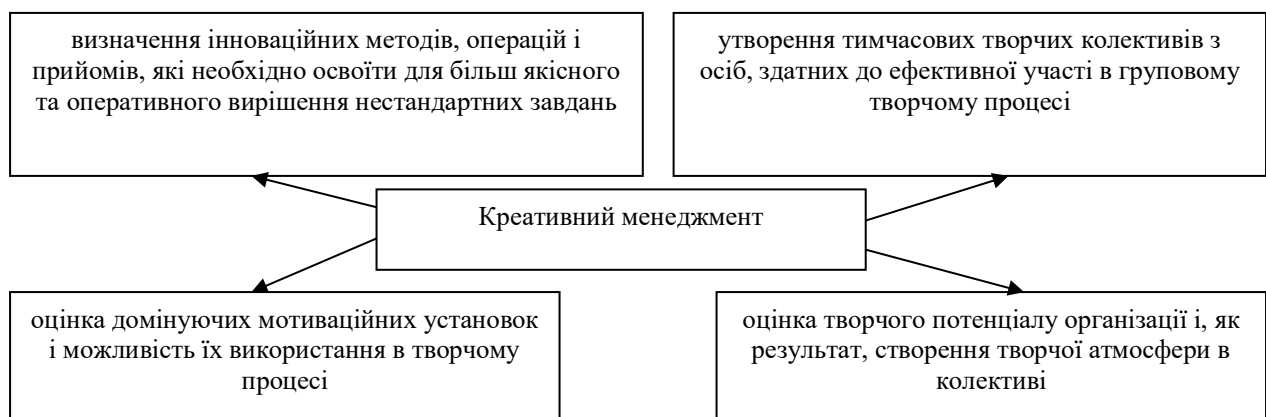 визначення інноваційних методів, операцій і
прийомів, які необхідно освоїти для більш якісного
та оперативного вирішення нестандартних завдань
утворення тимчасових творчих колективів з
осіб, здатних до ефективної участі в груповому
творчому процесі
Креативний менеджмент
оцінка домінуючих мотиваційних установок
і можливість їх використання в творчому
процесі
оцінка творчого потенціалу організації і, як
результат, створення творчої атмосфери в
колективі